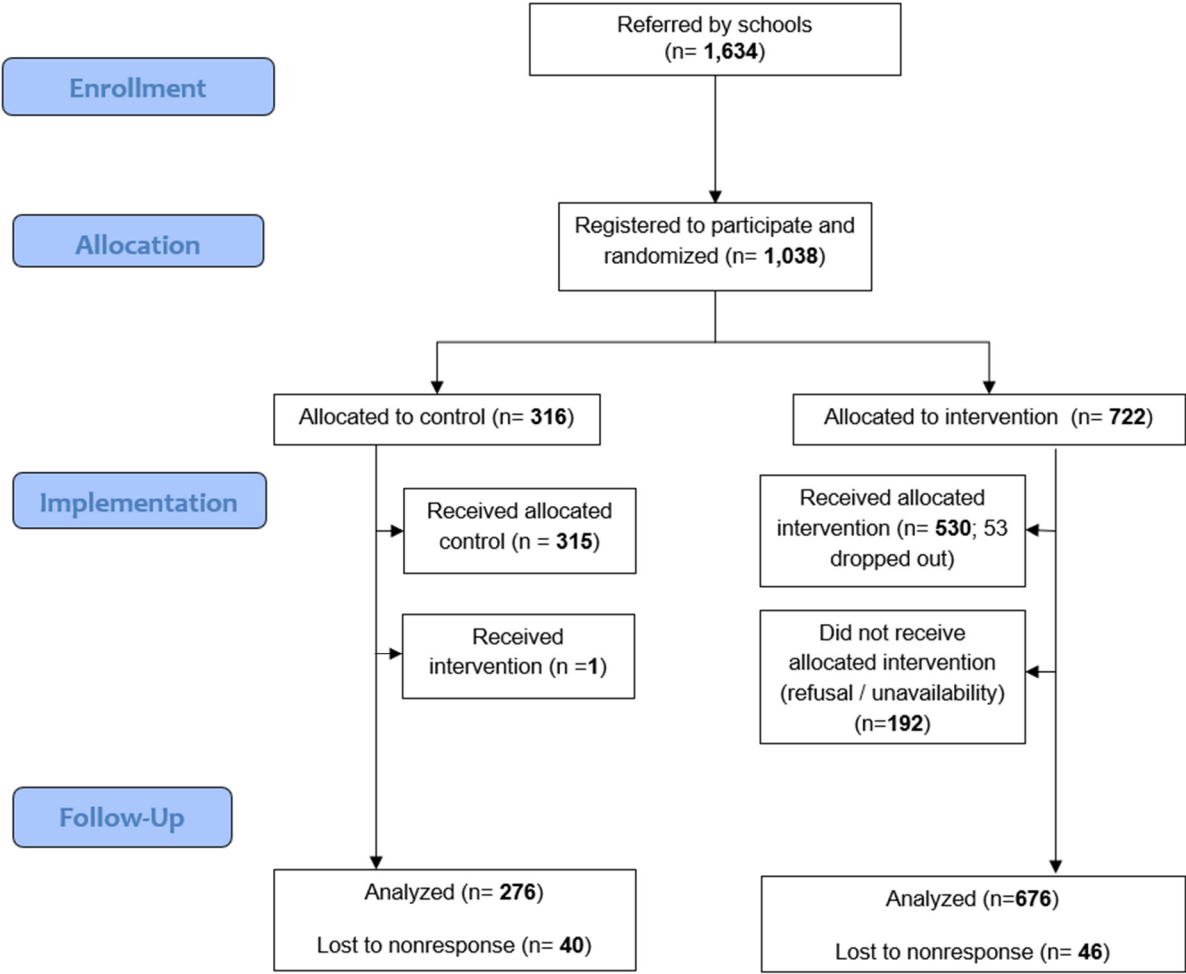 Referred by schools
(n= 1,634)
Enrollment
Registered to participate and
randomized (n= 1,038)
Allocation
Allocated to control (n= 316)
Allocated to intervention (n= 722)
Implementation
Received allocated
control (n = 315)
Received allocated
intervention (n= 530; 53
dropped out)
Received
intervention (n =1)
Did not receive
allocated intervention
(refusal / unavailability)
(n=192)
Follow-Up
Analyzed (n= 276)
Lost to nonresponse (n= 40)
Analyzed (n=676)
Lost to nonresponse (n= 46)